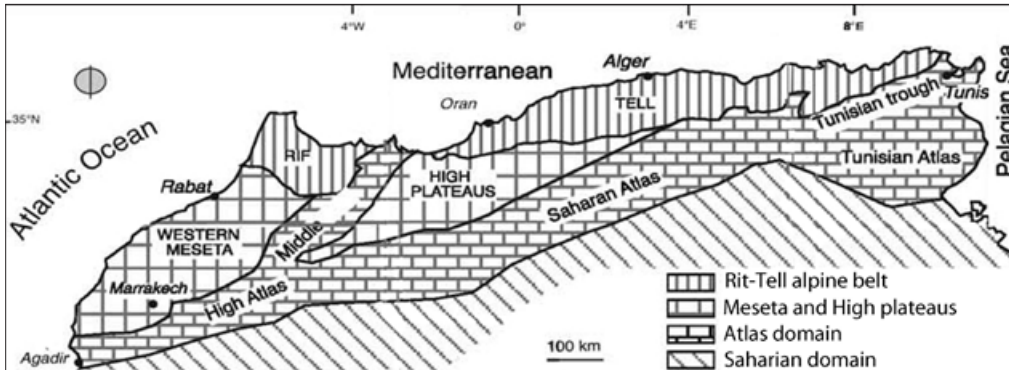 4°W
0°
4°E
8°E
35°N
Mediterranean
Alger
Oran
TELL
Tunisian trough
Tunis
Pelagian Sea
Atlantic Ocean
RIF
Rabat
HIGH
PLATEAUS
Saharan Atlas
Tunisian Atlas
WESTERN
MESETA
Middle
Marrakech
High Atlas
Agadir
100 km
Rit-Tell alpine belt
Meseta and High plateaus
Atlas domain
Saharian domain